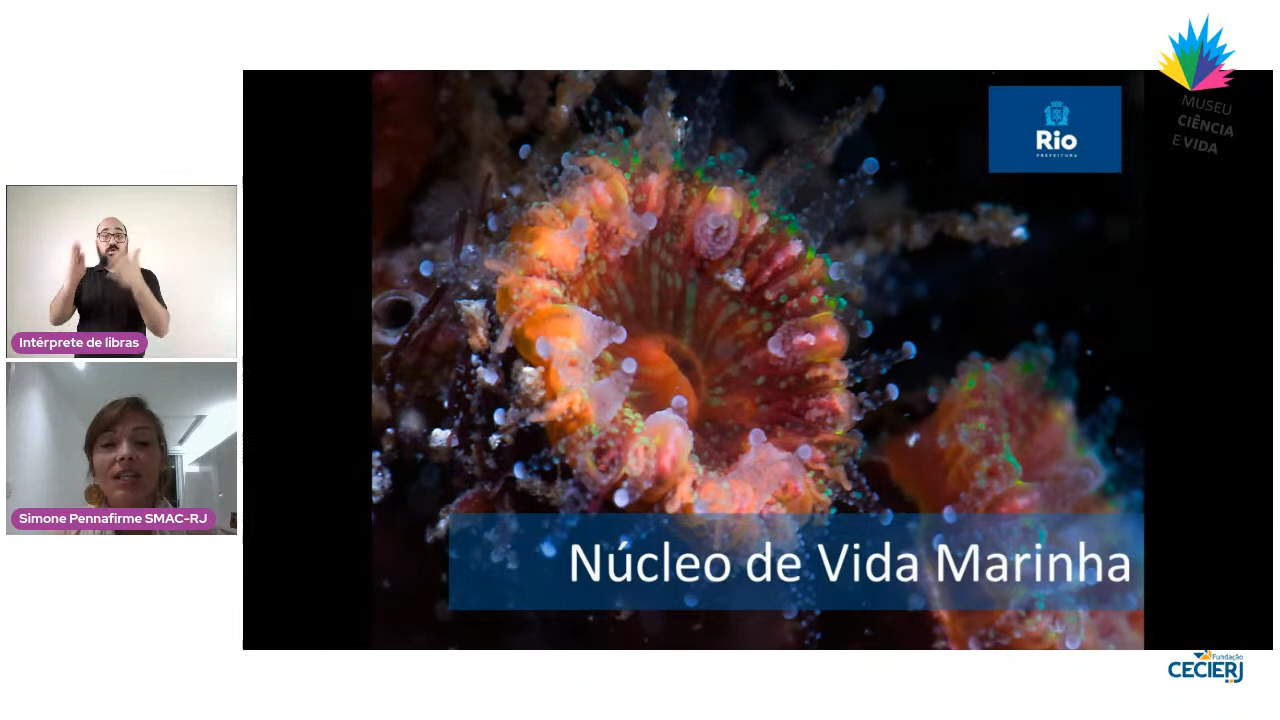 MUSEU
CIÊNCIA
E VIDA
Rio
PREFEITURA
Intérprete de libras
Simone Pennafirme SMAC-RJ
Núcleo de Vida Marinha
Fundação
CECIERJ